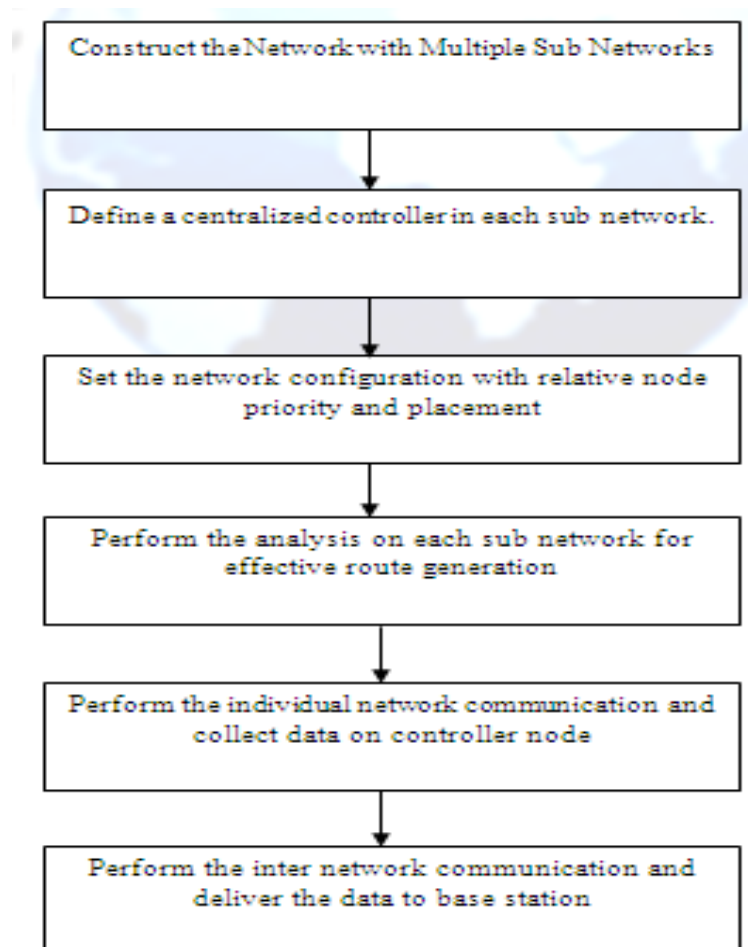 Construct the Network with Multiple Sub Networks
Define a centralized controller in each sub network.
Set the network configuration with relative node
priority and placement
Perform the analysis on each sub network for
effective route generation
Perform the individual network communication and
collect data on controller node
Perform the inter network communication and
deliver the data to base station